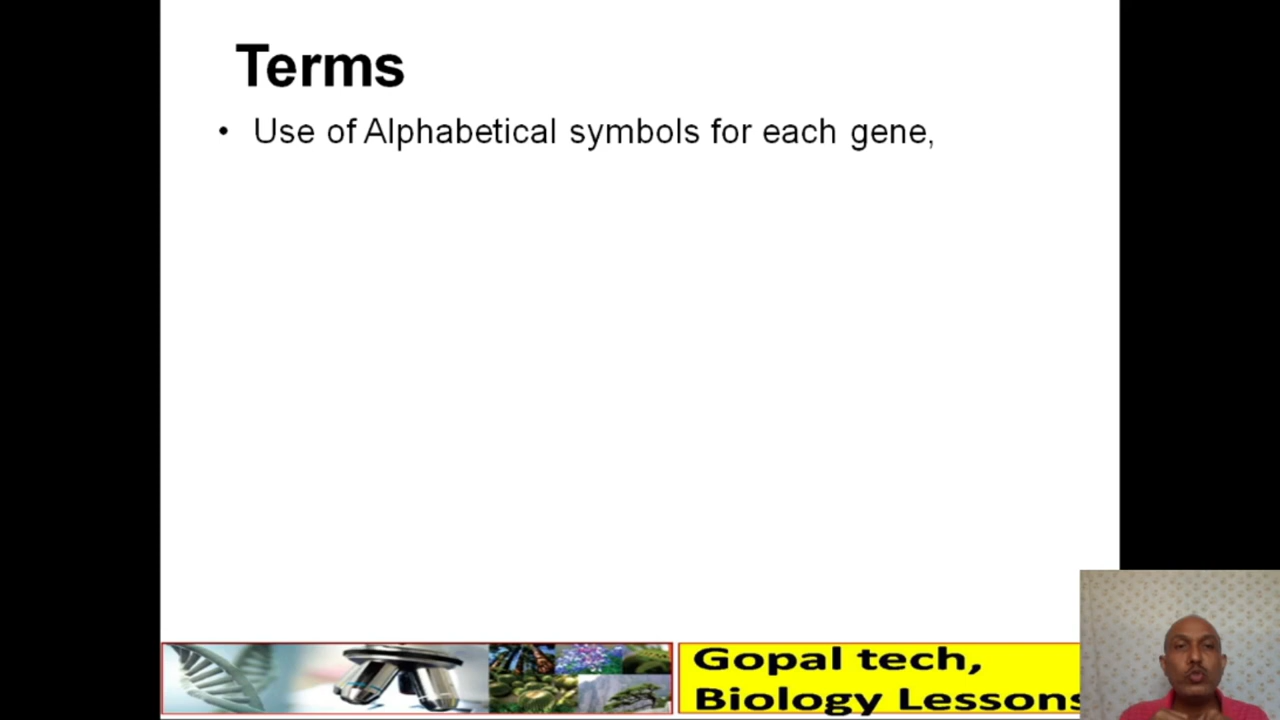 Terms
• Use of Alphabetical symbols for each gene,
Gopal tech,
Biology Lessons